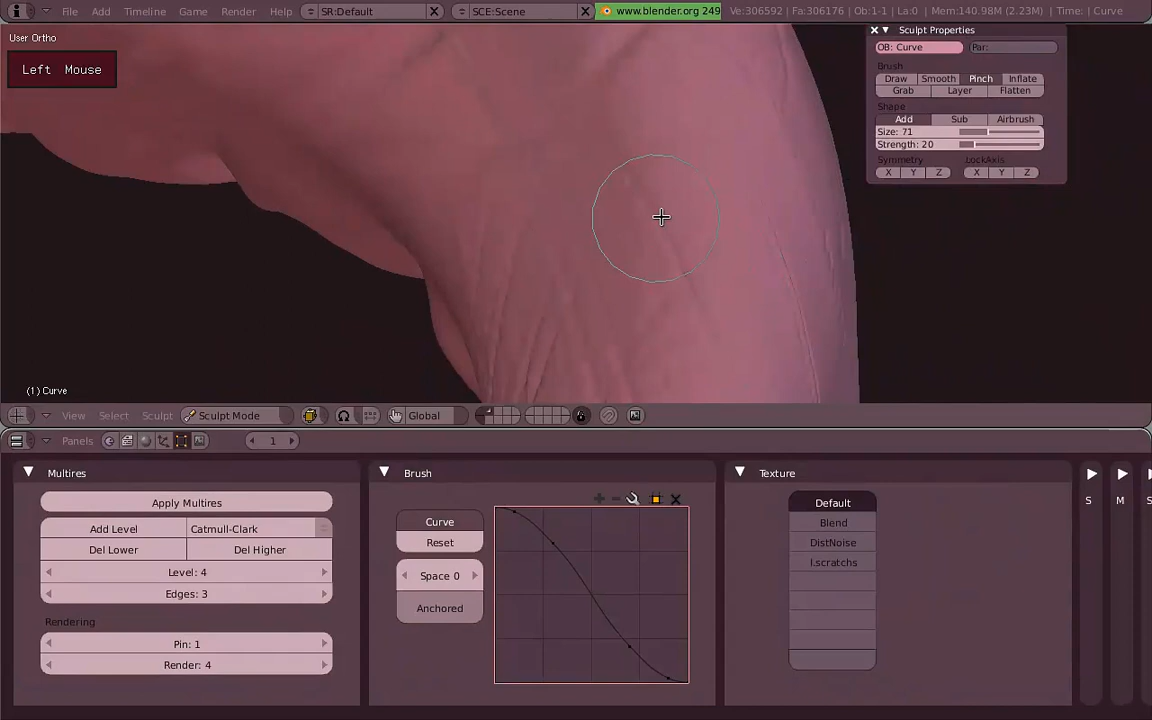 File Add Timeline Game Render Help SR:Default SCE:Scene www.blender.org 249 Ve:306592 | Fa:306176 | Ob:1-1 | La:0 | Mem:140.98M (2.23M) | Time: | Curve
User Ortho
Left Mouse
Sculpt Properties
OB: Curve Par:
Brush
Draw Smooth Pinch Inflate
Grab Layer Flatten
Shape
Add Sub Airbrush
Size: 71
Strength: 20
Symmetry LockAxis
X Y Z X Y Z
(1) Curve
View Select Sculpt Sculpt Mode Global
Panels 1
Multires
Apply Multires
Add Level Catmull-Clark
Del Lower Del Higher
Level: 4
Edges: 3
Rendering
Pin: 1
Render: 4
Brush
Curve
Reset
Space 0
Anchored
Texture
Default
Blend
DistNoise
l.scratchs
S M S